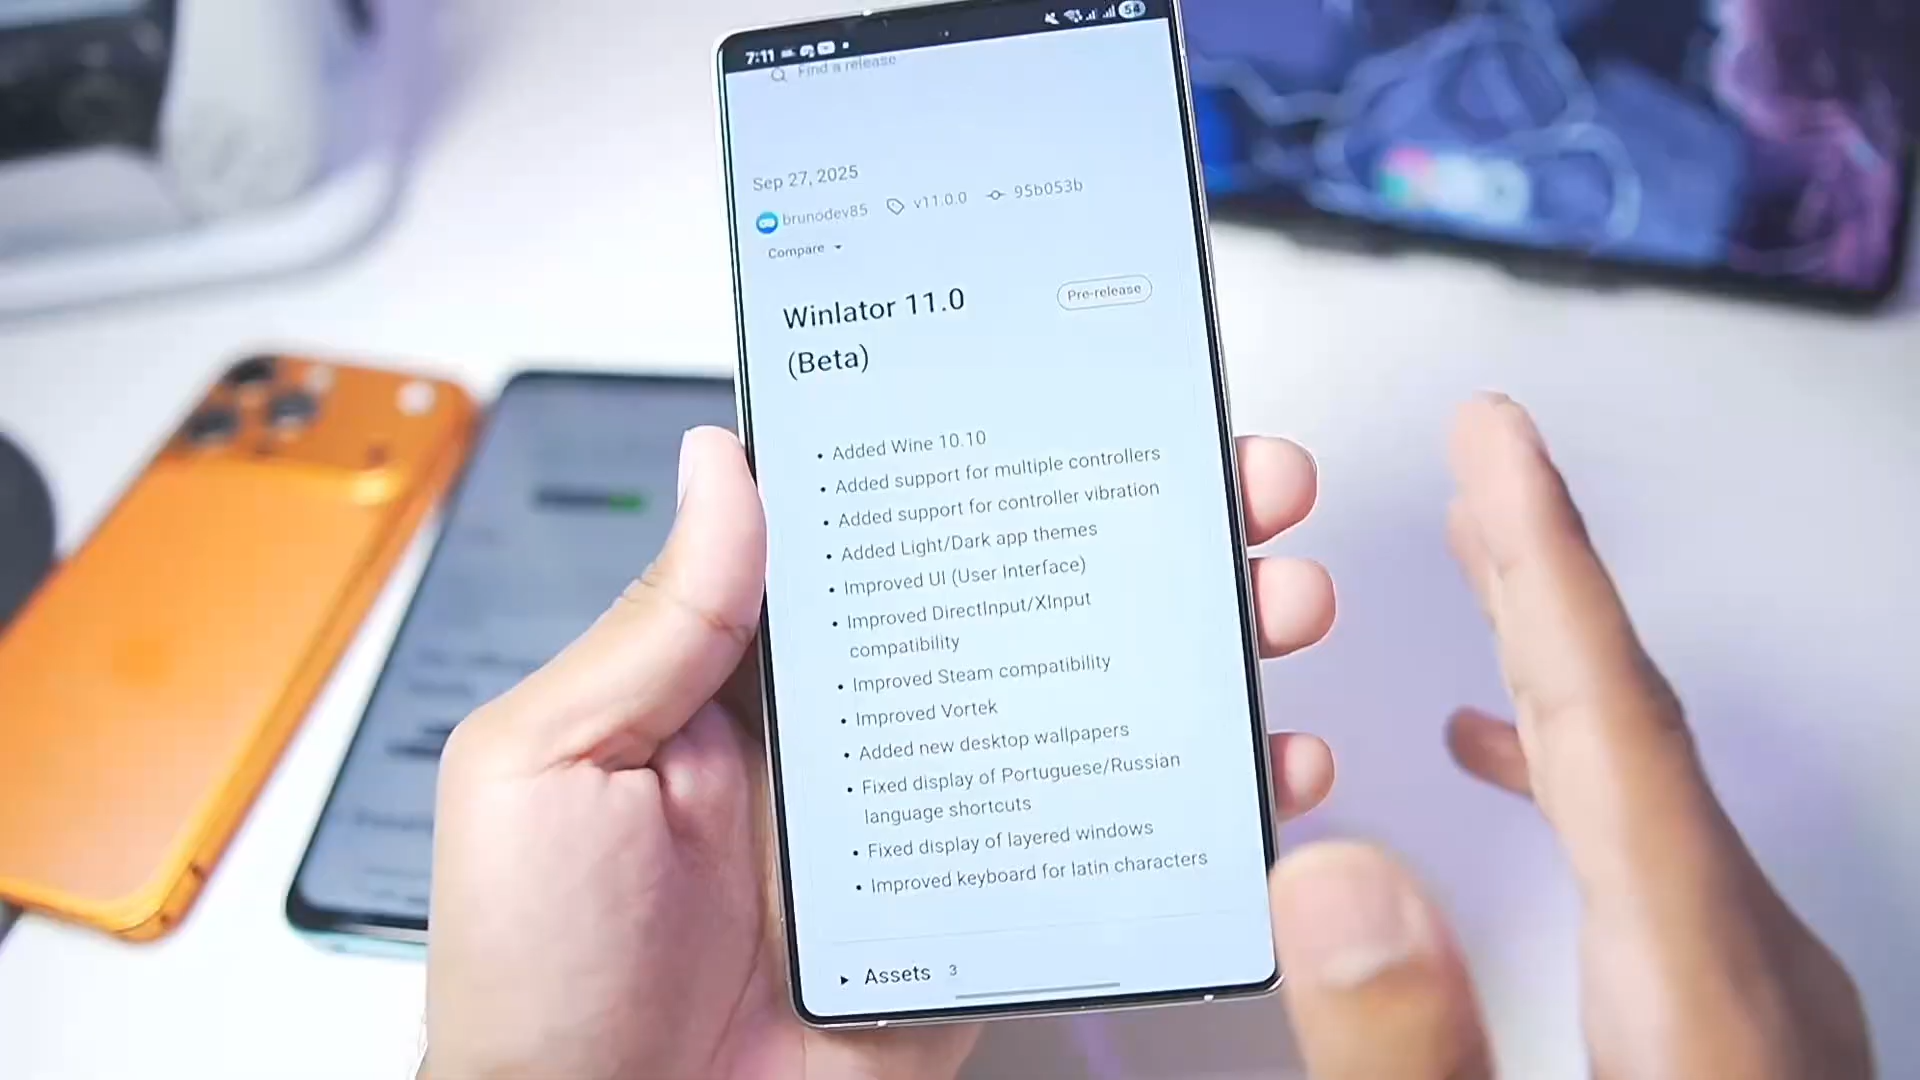 7:11
54
Find a release
Sep 27, 2025
brunodev85 v11.0.0 95b053b
Compare
Winlator 11.0
(Beta)
Pre-release
• Added Wine 10.10
• Added support for multiple controllers
• Added support for controller vibration
• Added Light/Dark app themes
• Improved UI (User Interface)
• Improved DirectInput/XInput
compatibility
• Improved Steam compatibility
• Improved Vortek
• Added new desktop wallpapers
• Fixed display of Portuguese/Russian
language shortcuts
• Fixed display of layered windows
• Improved keyboard for latin characters
Assets 3